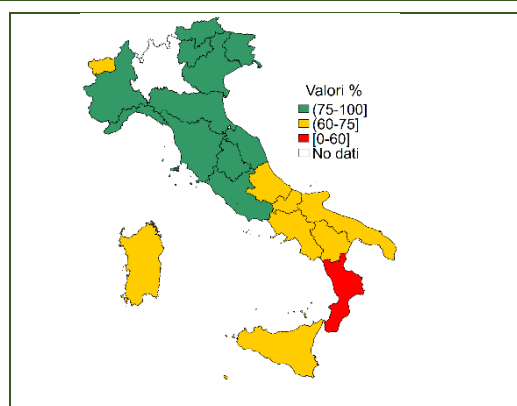 Valori %
(75-100]
(60-75]
[0-60]
No dati